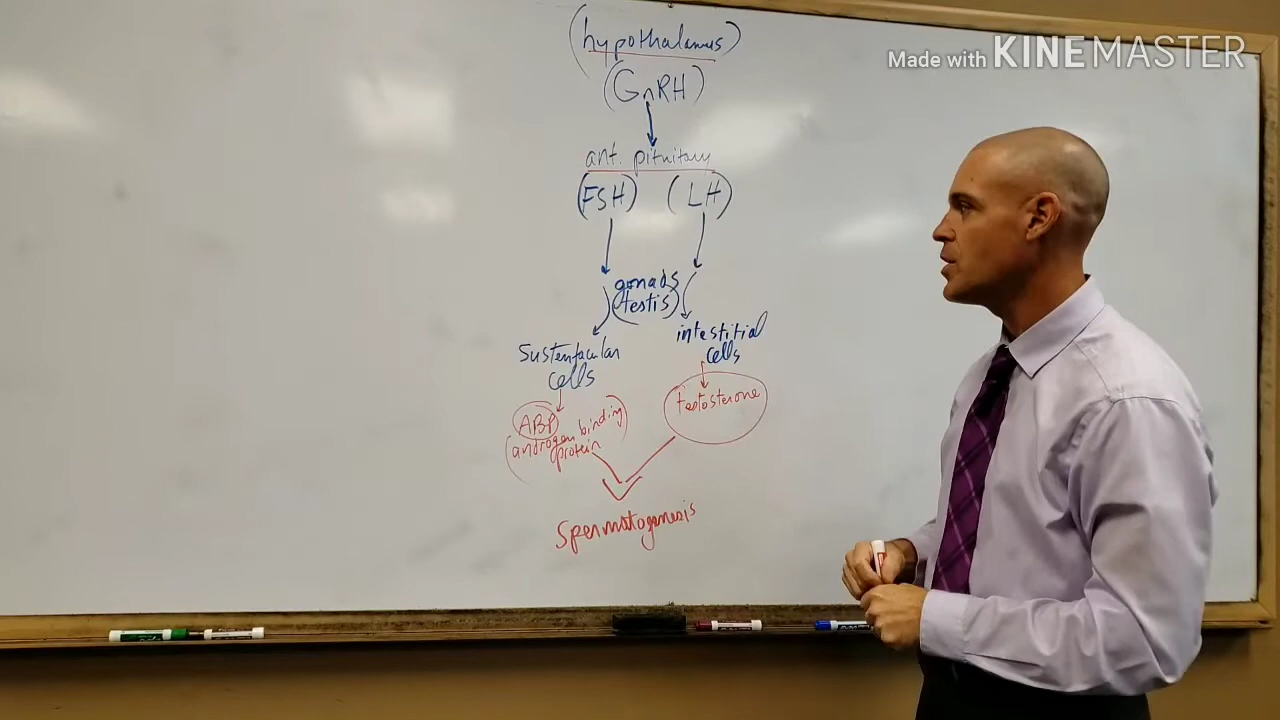 Made with KINEMASTER
(hypothalamus)
(GnRH)
ant. pituitary
(FSH) (LH)
gonads
(testis)
intestitial
cells
Sustentacular
cells
testosterone
ABP
(androgen binding
protein)
Spermatogenesis